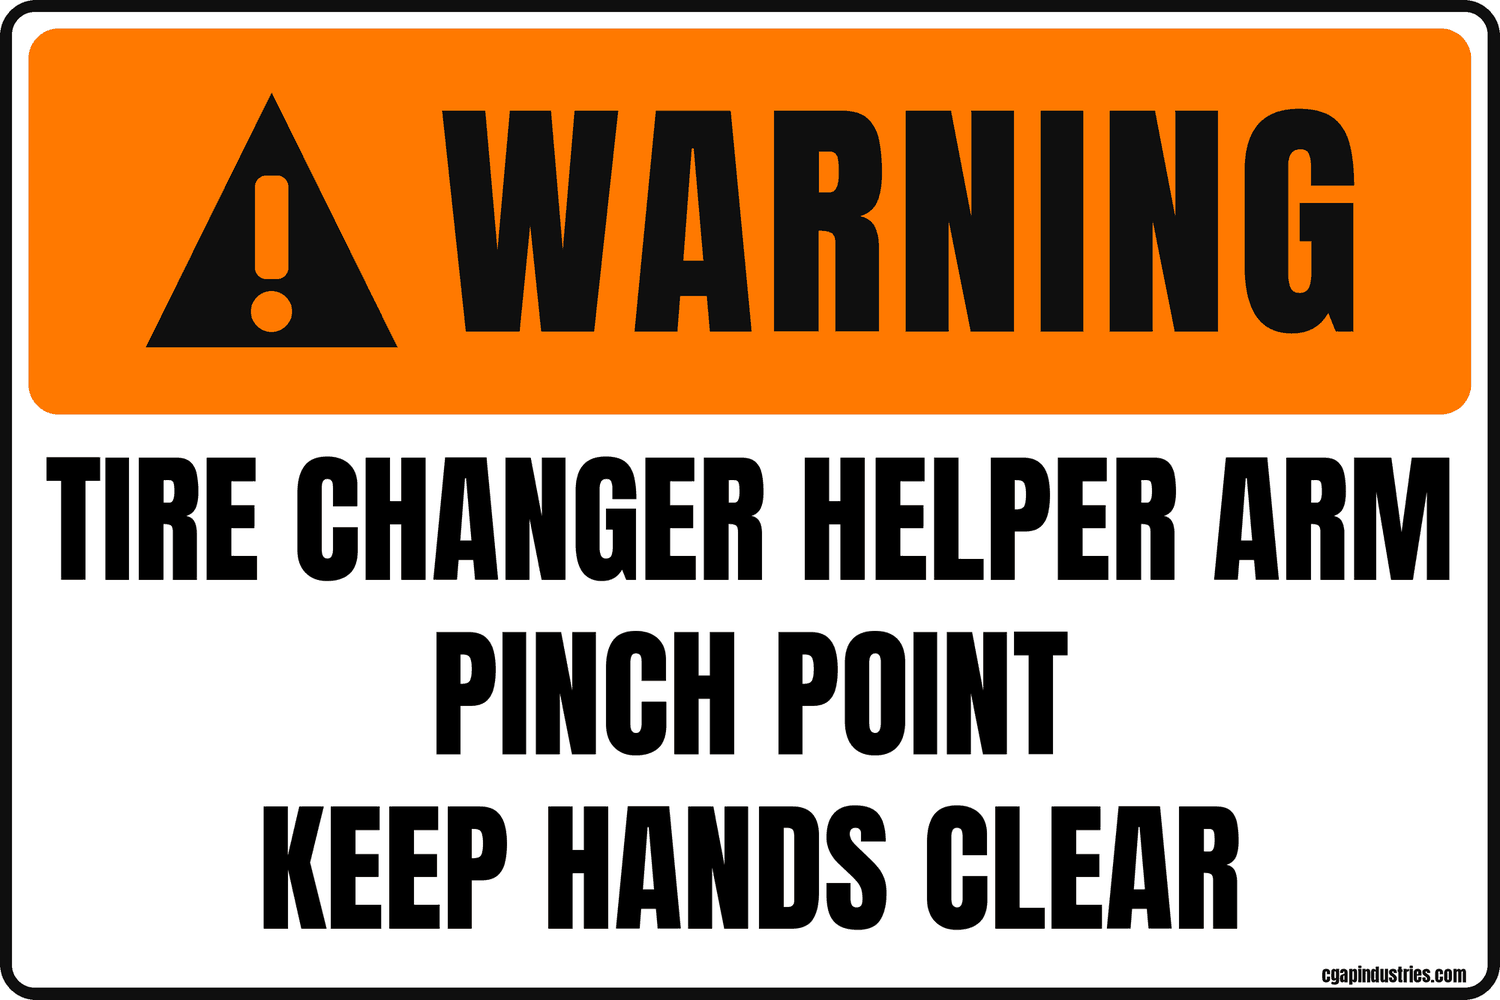 WARNING
TIRE CHANGER HELPER ARM
PINCH POINT
KEEP HANDS CLEAR
cgapindustries.com